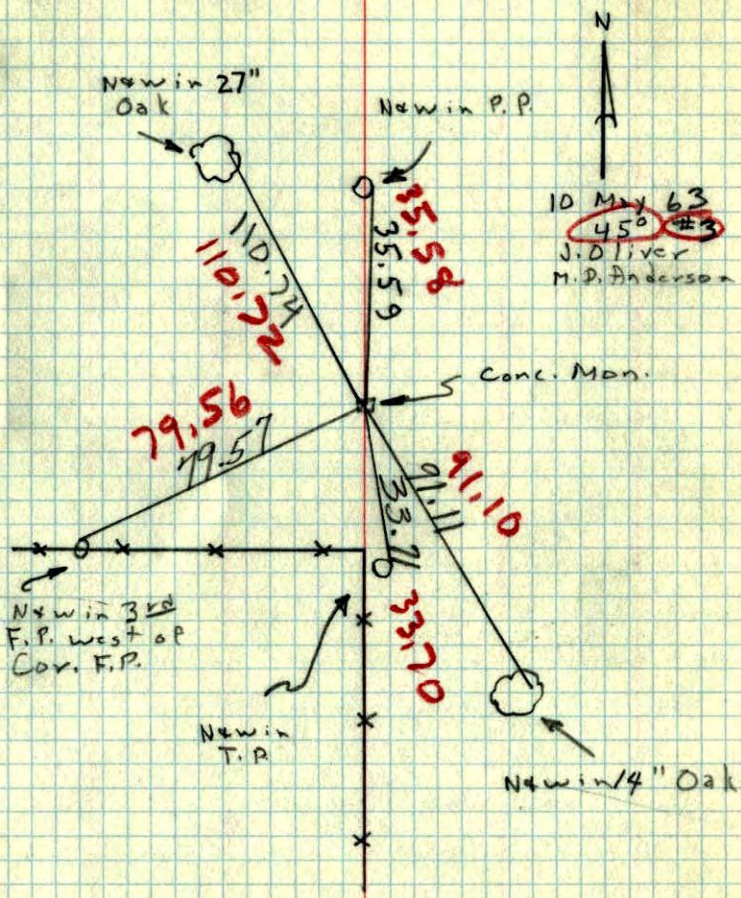 N
N&W in 27"
Oak
N&W in P.P.
10 May 63
45° #3
J. Oliver
M.D. Anderson
110.74
110.72
35.59
35.58
Conc. Mon.
79.56
79.57
91.11
91.10
33.70
N&W in 3rd
F.P. west of
Cor. F.P.
N&W in
T.P.
N&W in 14" Oak